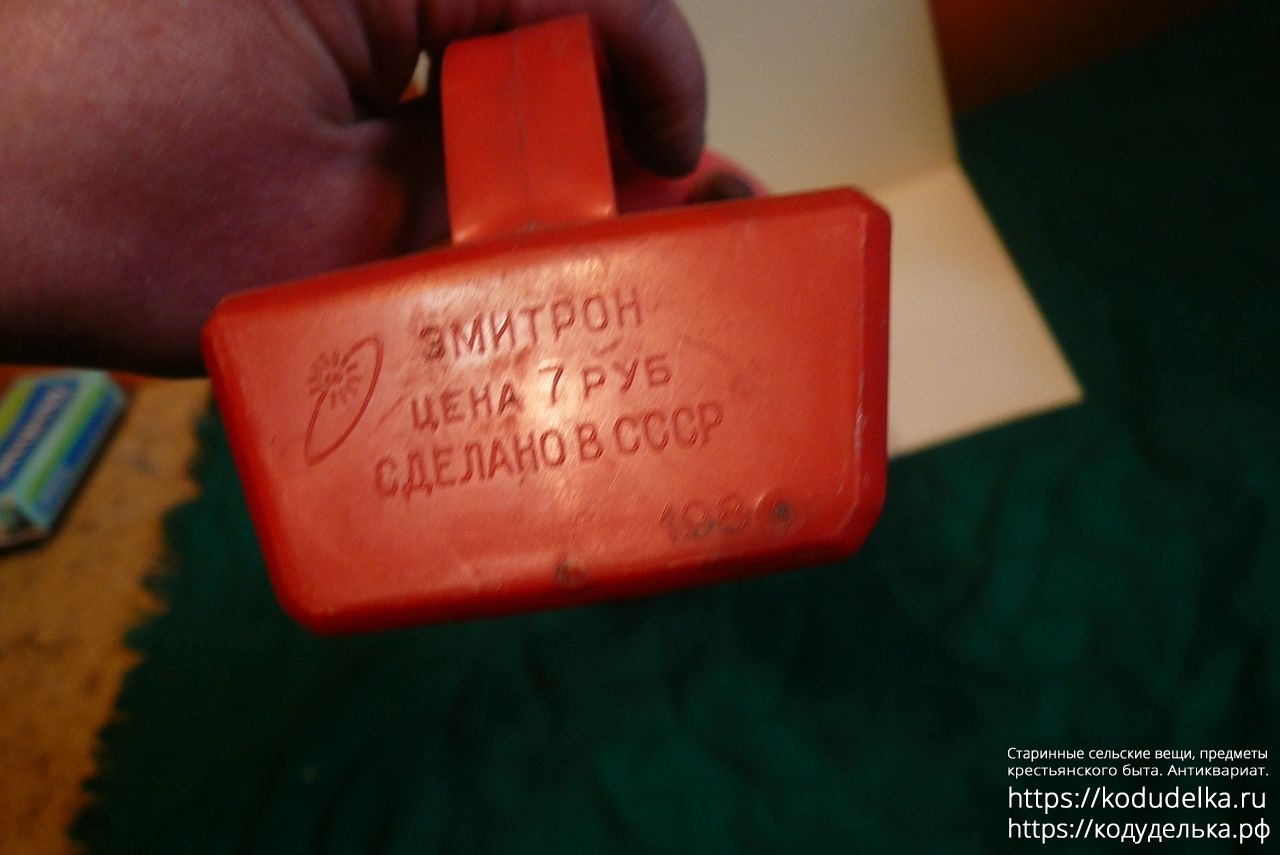 ЭМИТРОН
ЦЕНА 7 РУБ
СДЕЛАНО В СССР
Старинные сельские вещи, предметы
крестьянского быта. Антиквариат.
https://kodudelka.ru
https://кодуделька.рф